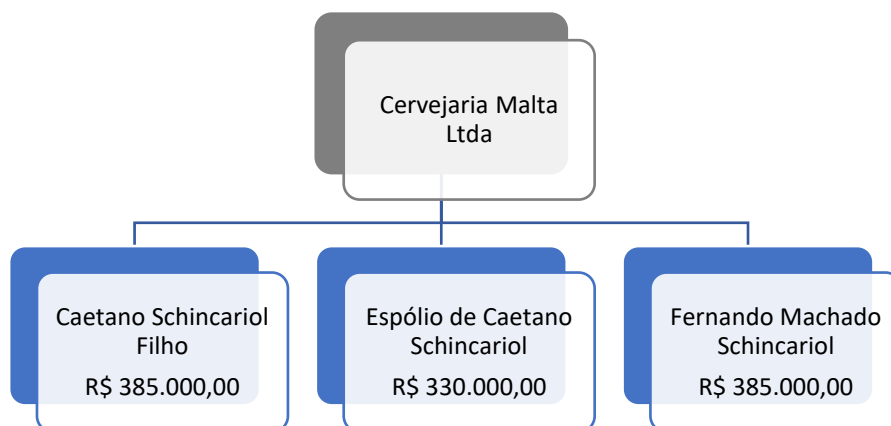 Cervejaria Malta
Ltda
Caetano Schincariol
Filho
R$ 385.000,00
Espólio de Caetano
Schincariol
R$ 330.000,00
Fernando Machado
Schincariol
R$ 385.000,00